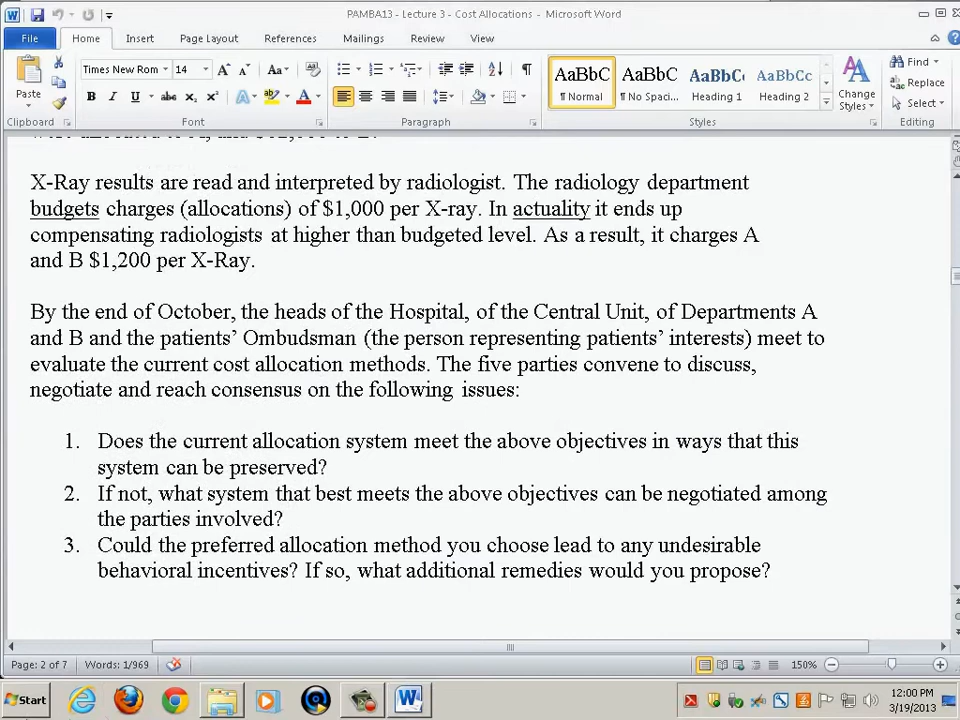 PAMBA13 - Lecture 3 - Cost Allocations - Microsoft Word
File Home Insert Page Layout References Mailings Review View
Times New Rom 14
Paste
Clipboard Font Paragraph Styles Editing
AaBbC AaBbC AaBbCc AaBbCc
Normal No Spaci... Heading 1 Heading 2
Change Styles
Find
Replace
Select
X-Ray results are read and interpreted by radiologist. The radiology department
budgets charges (allocations) of $1,000 per X-ray. In actuality it ends up
compensating radiologists at higher than budgeted level. As a result, it charges A
and B $1,200 per X-Ray.
By the end of October, the heads of the Hospital, of the Central Unit, of Departments A
and B and the patients’ Ombudsman (the person representing patients’ interests) meet to
evaluate the current cost allocation methods. The five parties convene to discuss,
negotiate and reach consensus on the following issues:
1. Does the current allocation system meet the above objectives in ways that this
system can be preserved?
2. If not, what system that best meets the above objectives can be negotiated among
the parties involved?
3. Could the preferred allocation method you choose lead to any undesirable
behavioral incentives? If so, what additional remedies would you propose?
Page: 2 of 7 Words: 1/969 150%
Start
12:00 PM
3/19/2013